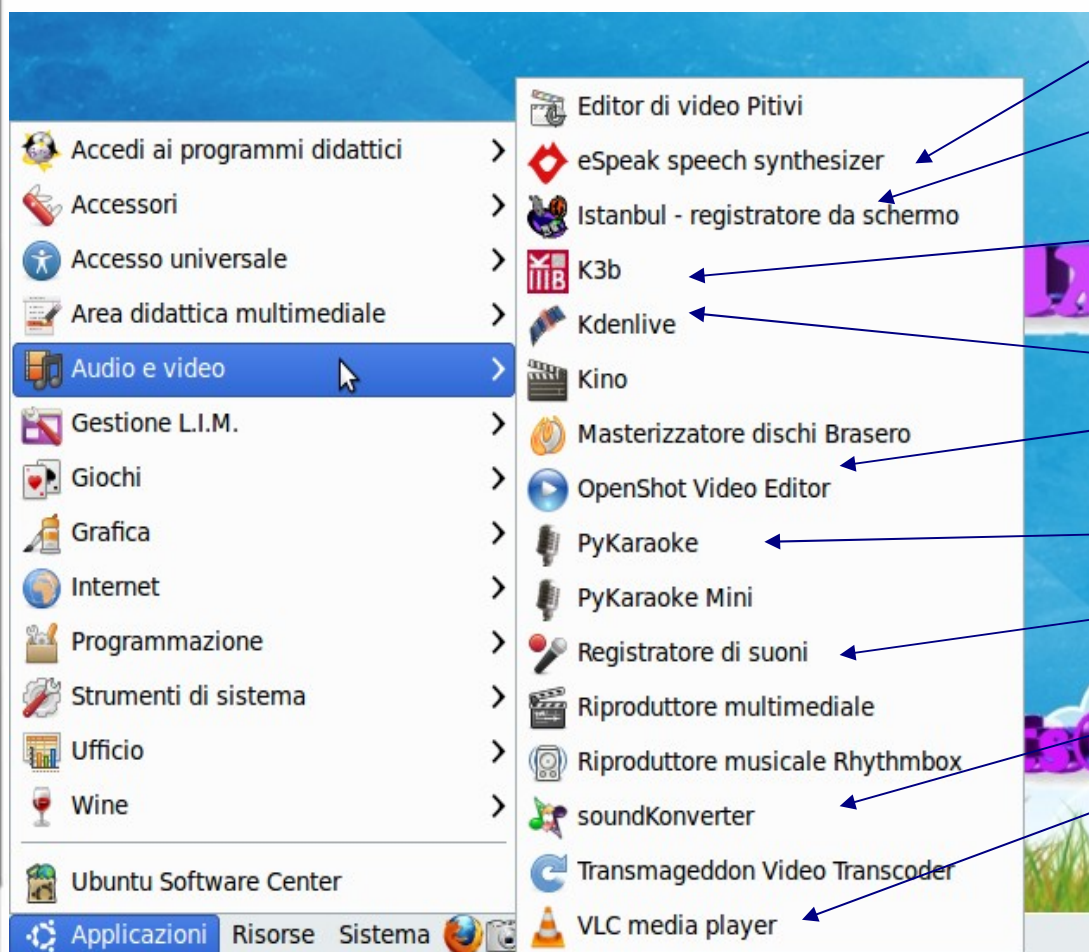 Accedi ai programmi didattici
Accessori
Accesso universale
Area didattica multimediale
Audio e video
Gestione L.I.M.
Giochi
Grafica
Internet
Programmazione
Strumenti di sistema
Ufficio
Wine
Ubuntu Software Center
Applicazioni Risorse Sistema
Editor di video Pitivi
eSpeak speech synthesizer
Istanbul - registratore da schermo
K3b
Kdenlive
Kino
Masterizzatore dischi Brasero
OpenShot Video Editor
PyKaraoke
PyKaraoke Mini
Registratore di suoni
Riproduttore multimediale
Riproduttore musicale Rhythmbox
soundKonverter
Transmageddon Video Transcoder
VLC media player